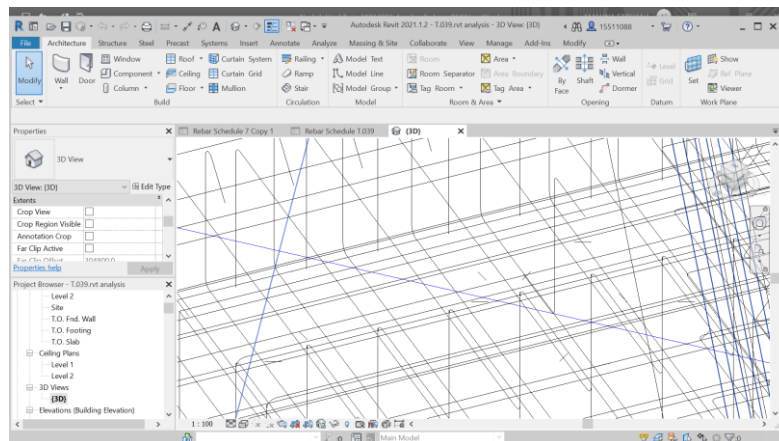 Autodesk Revit 2021.1.2 - T.039.rvt analysis - 3D View: {3D}
15511088
File Architecture Structure Steel Precast Systems Insert Annotate Analyze Massing & Site Collaborate View Manage Add-Ins Modify
Modify Wall Door Window Component Column Roof Ceiling Floor Curtain System Curtain Grid Mullion Railing Ramp Stair Model Text Model Line Model Group Room Room Separator Tag Room Area Area Boundary Tag Area By Face Shaft Wall Vertical Dormer Level Grid Set Show Ref Plane Viewer
Select Build Circulation Model Room & Area Opening Datum Work Plane
Properties
Rebar Schedule 7 Copy 1
Rebar Schedule T.039
{3D}
3D View
3D View: {3D} Edit Type
Extents
Crop View
Crop Region Visible
Annotation Crop
Far Clip Active
Far Clip Offset 304800.0
Properties help Apply
Project Browser - T.039.rvt analysis
Level 2
Site
T.O. Fnd. Wall
T.O. Footing
T.O. Slab
Ceiling Plans
Level 1
Level 2
3D Views
{3D}
Elevations (Building Elevation)
1 : 100
Main Model
:0
:0